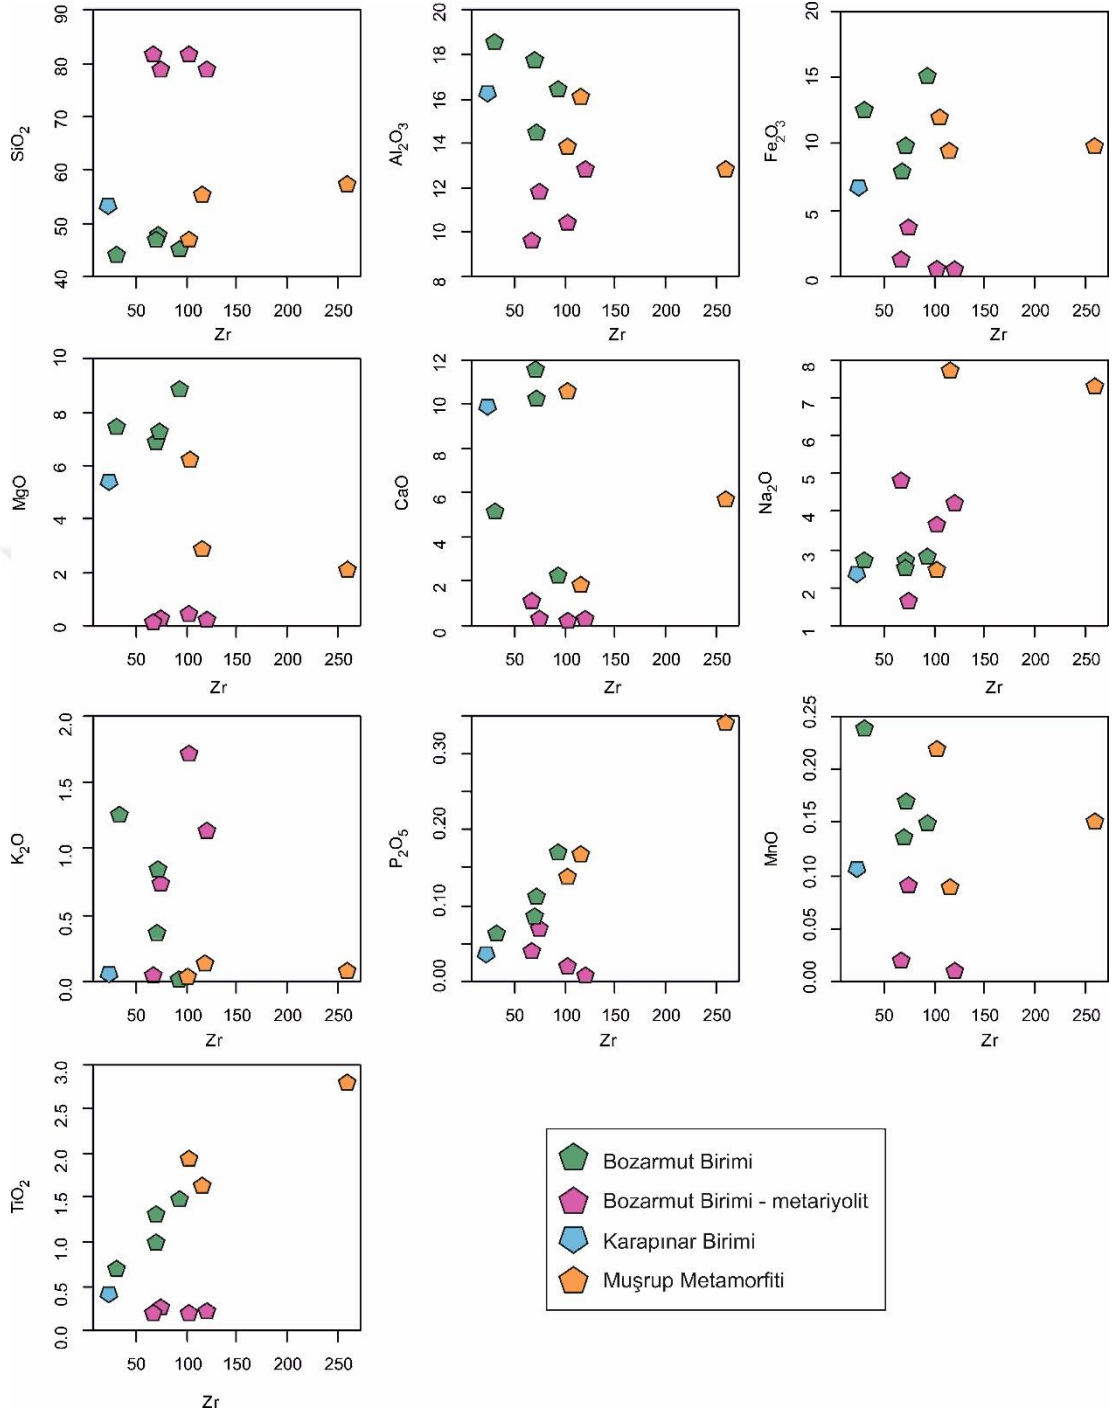 SiO2
90
80
70
60
50
40
50 100 150 200 250
Zr
Al2O3
20
18
16
14
12
10
8
50 100 150 200 250
Zr
Fe2O3
20
15
10
5
0
50 100 150 200 250
Zr
MgO
10
8
6
4
2
0
50 100 150 200 250
Zr
CaO
12
10
8
6
4
2
0
50 100 150 200 250
Zr
Na2O
8
7
6
5
4
3
2
1
50 100 150 200 250
Zr
K2O
2.0
1.5
1.0
0.5
0.0
50 100 150 200 250
Zr
P2O5
0.30
0.20
0.10
0.00
50 100 150 200 250
Zr
MnO
0.25
0.20
0.15
0.10
0.05
0.00
50 100 150 200 250
Zr
TiO2
3.0
2.5
2.0
1.5
1.0
0.5
0.0
50 100 150 200 250
Zr
Bozarmut Birimi
Bozarmut Birimi - metariyolit
Karapınar Birimi
Muşrup Metamorfiti